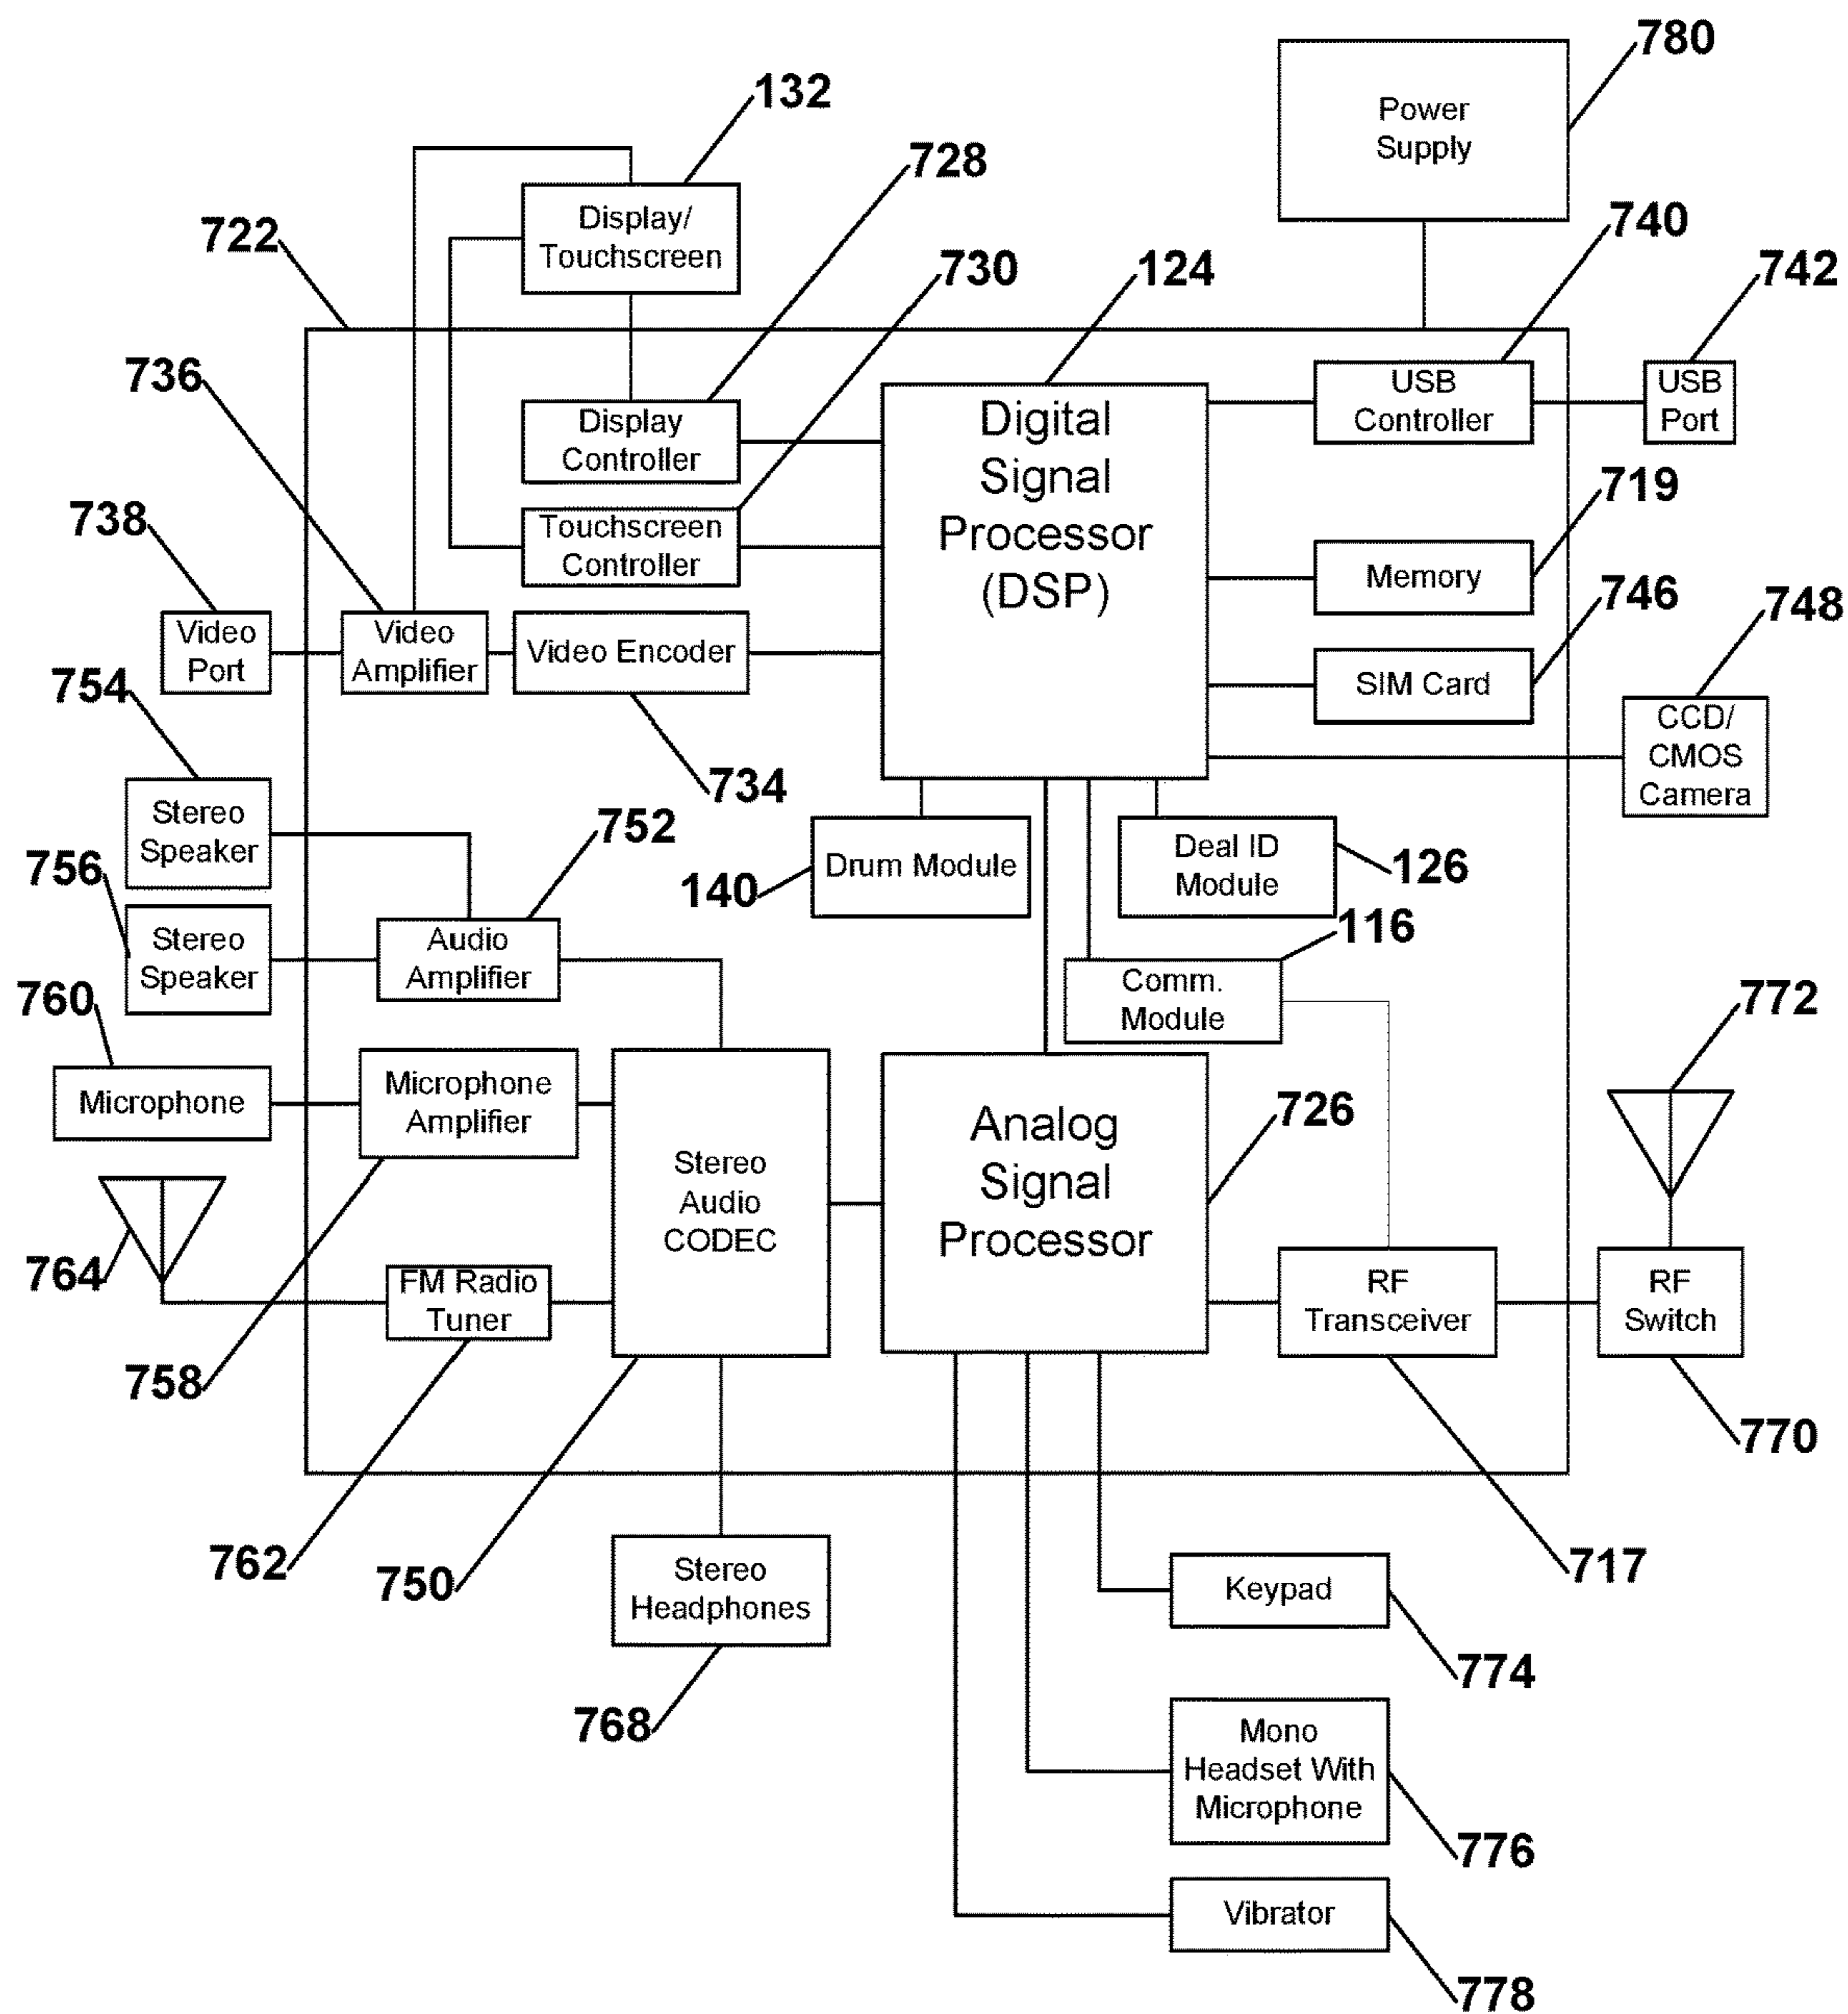 780
Power
Supply
132
728
Display/
Touchscreen
722
740
730
124
742
736
USB
Controller
USB
Port
Display
Controller
Digital
Signal
Processor
(DSP)
738
719
Touchscreen
Controller
Memory
746
748
Video
Port
Video
Amplifier
Video Encoder
SIM Card
754
CCD/
CMOS
Camera
734
Stereo
Speaker
752
Drum Module
Deal ID
Module
756
140
126
116
Stereo
Speaker
Audio
Amplifier
760
Comm.
Module
772
Microphone
Microphone
Amplifier
726
Analog
Signal
Processor
Stereo
Audio
CODEC
764
FM Radio
Tuner
RF
Transceiver
RF
Switch
758
770
762
750
717
Stereo
Headphones
Keypad
774
768
Mono
Headset With
Microphone
776
Vibrator
778